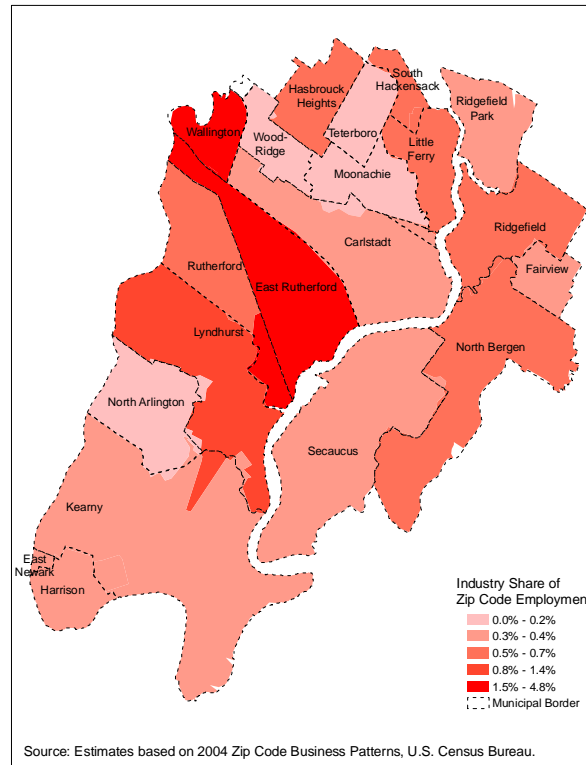 South
Hackensack
Hasbrouck
Heights
Ridgefield
Park
Wallington
Wood-
Ridge
Teterboro
Little
Ferry
Moonachie
Ridgefield
Carlstadt
Rutherford
Fairview
East Rutherford
Lyndhurst
North Bergen
North Arlington
Secaucus
Kearny
East
Newark
Harrison
Industry Share of
Zip Code Employmen
0.0% - 0.2%
0.3% - 0.4%
0.5% - 0.7%
0.8% - 1.4%
1.5% - 4.8%
Municipal Border
Source: Estimates based on 2004 Zip Code Business Patterns, U.S. Census Bureau.